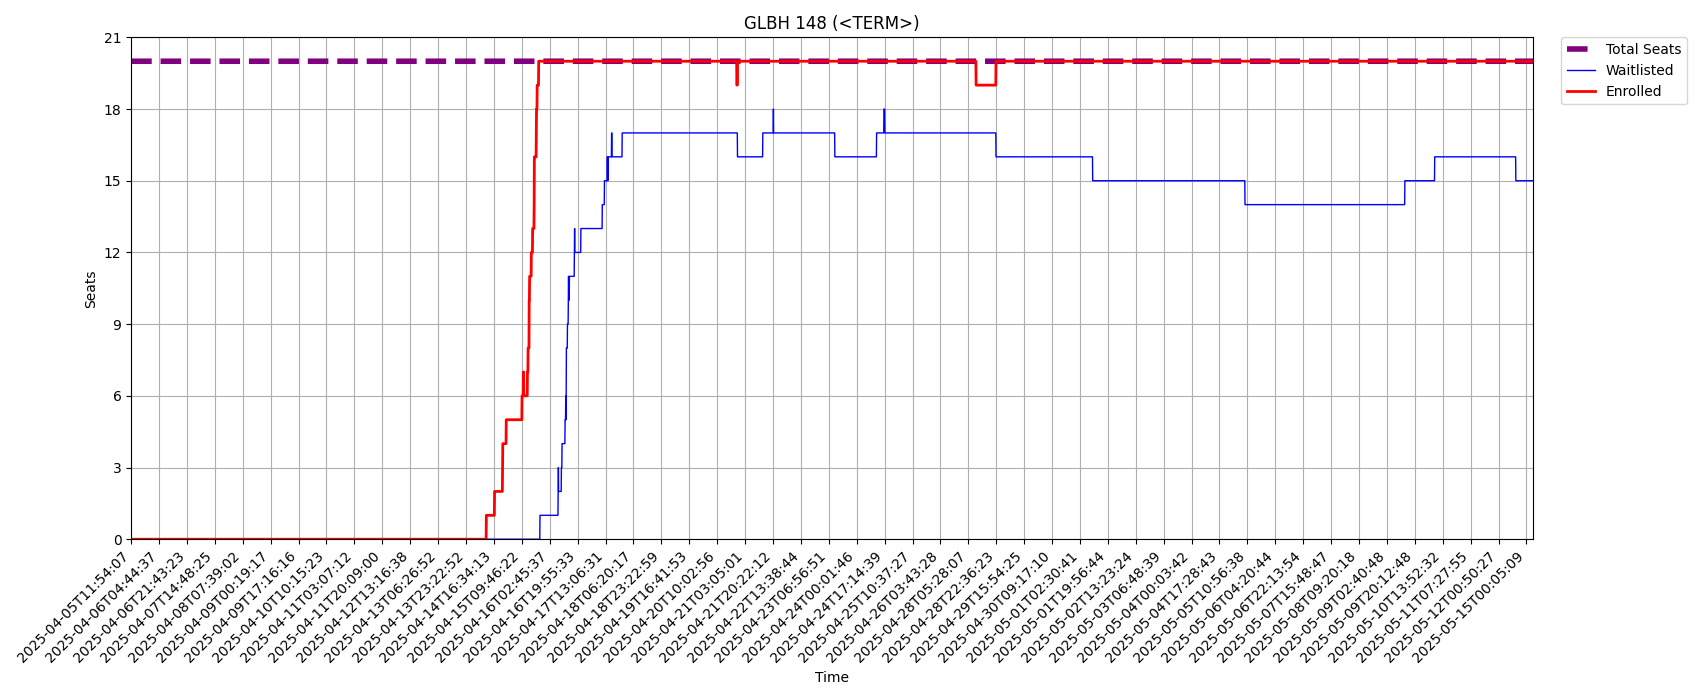 GLBH 148 (<TERM>)
Total Seats
Waitlisted
Enrolled
Seats
21
18
15
12
9
6
3
0
2025-04-05T11:54:07
2025-04-06T04:44:37
2025-04-06T21:43:23
2025-04-07T14:48:25
2025-04-08T07:39:02
2025-04-09T00:19:17
2025-04-09T17:16:16
2025-04-10T10:15:23
2025-04-11T03:07:12
2025-04-11T20:09:00
2025-04-12T13:16:38
2025-04-13T06:26:52
2025-04-13T23:22:52
2025-04-14T16:34:13
2025-04-15T09:46:22
2025-04-16T02:45:37
2025-04-16T19:55:33
2025-04-17T13:06:31
2025-04-18T06:20:17
2025-04-18T23:22:59
2025-04-19T16:41:53
2025-04-20T10:02:56
2025-04-21T03:05:01
2025-04-21T20:22:12
2025-04-22T13:38:44
2025-04-23T06:56:51
2025-04-24T00:01:46
2025-04-24T17:14:39
2025-04-25T10:37:27
2025-04-26T03:43:28
2025-04-28T05:28:07
2025-04-28T22:36:23
2025-04-29T15:54:25
2025-04-30T09:17:10
2025-05-01T02:30:41
2025-05-01T19:56:44
2025-05-02T13:23:24
2025-05-03T06:48:39
2025-05-04T00:03:42
2025-05-04T17:28:43
2025-05-05T10:56:38
2025-05-06T04:20:44
2025-05-06T22:13:54
2025-05-07T15:48:47
2025-05-08T09:20:18
2025-05-09T02:40:48
2025-05-09T20:12:48
2025-05-10T13:52:32
2025-05-11T07:27:55
2025-05-12T00:50:27
2025-05-15T00:05:09
Time